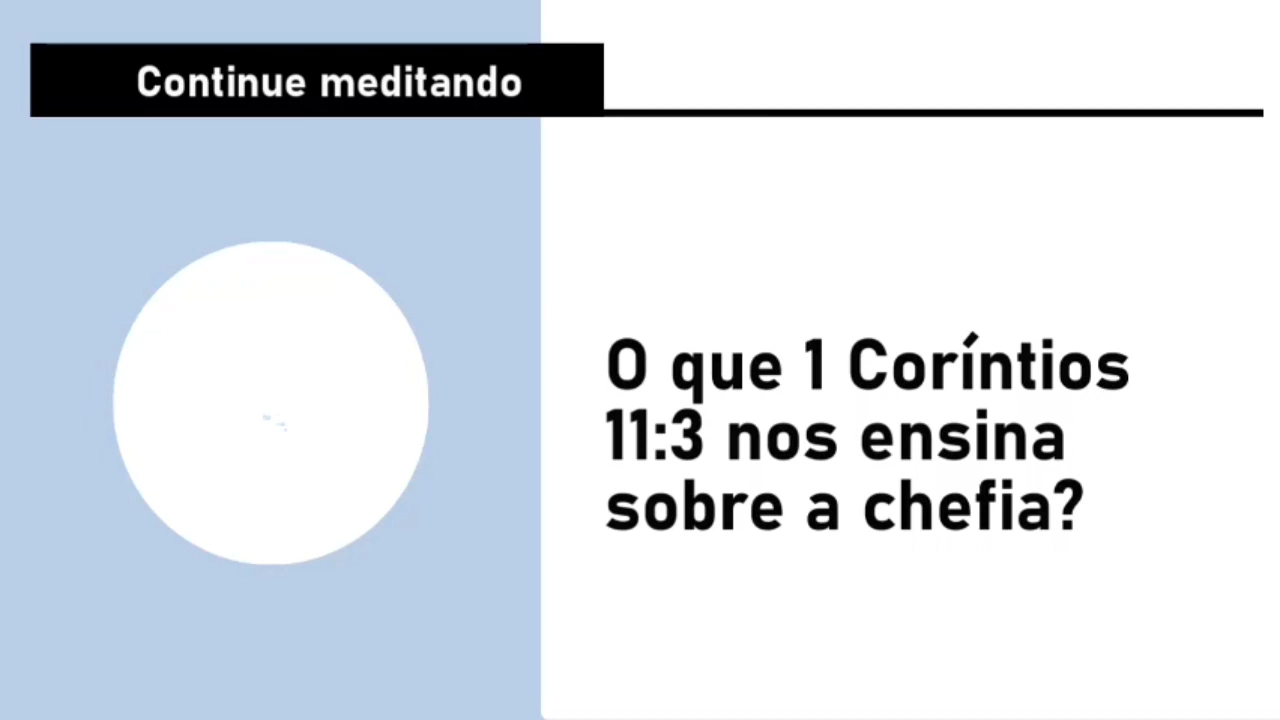 Continue meditando
O que 1 Coríntios
11:3 nos ensina
sobre a chefia?